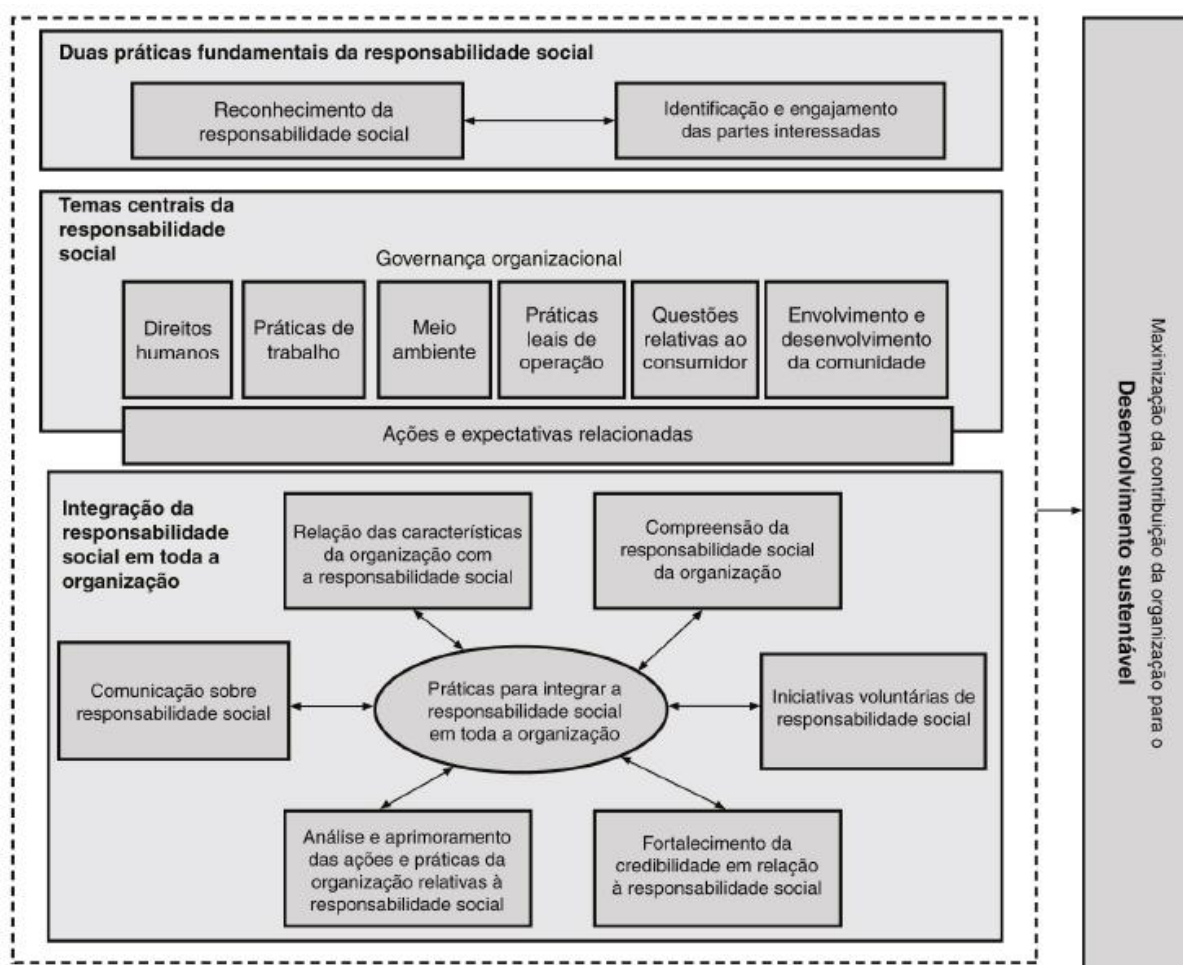 Duas práticas fundamentais da responsabilidade social
Reconhecimento da
responsabilidade social
Identificação e engajamento
das partes interessadas
Temas centrais da
responsabilidade
social
Governança organizacional
Direitos
humanos
Práticas de
trabalho
Meio
ambiente
Práticas
leais de
operação
Questões
relativas ao
consumidor
Envolvimento e
desenvolvimento
da comunidade
Ações e expectativas relacionadas
Integração da
responsabilidade
social em toda a
organização
Relação das características
da organização com
a responsabilidade social
Compreensão da
responsabilidade social
da organização
Comunicação sobre
responsabilidade social
Práticas para integrar a
responsabilidade social
em toda a organização
Iniciativas voluntárias de
responsabilidade social
Análise e aprimoramento
das ações e práticas da
organização relativas à
responsabilidade social
Fortalecimento da
credibilidade em relação
à responsabilidade social
Maximização da contribuição da organização para o
Desenvolvimento sustentável